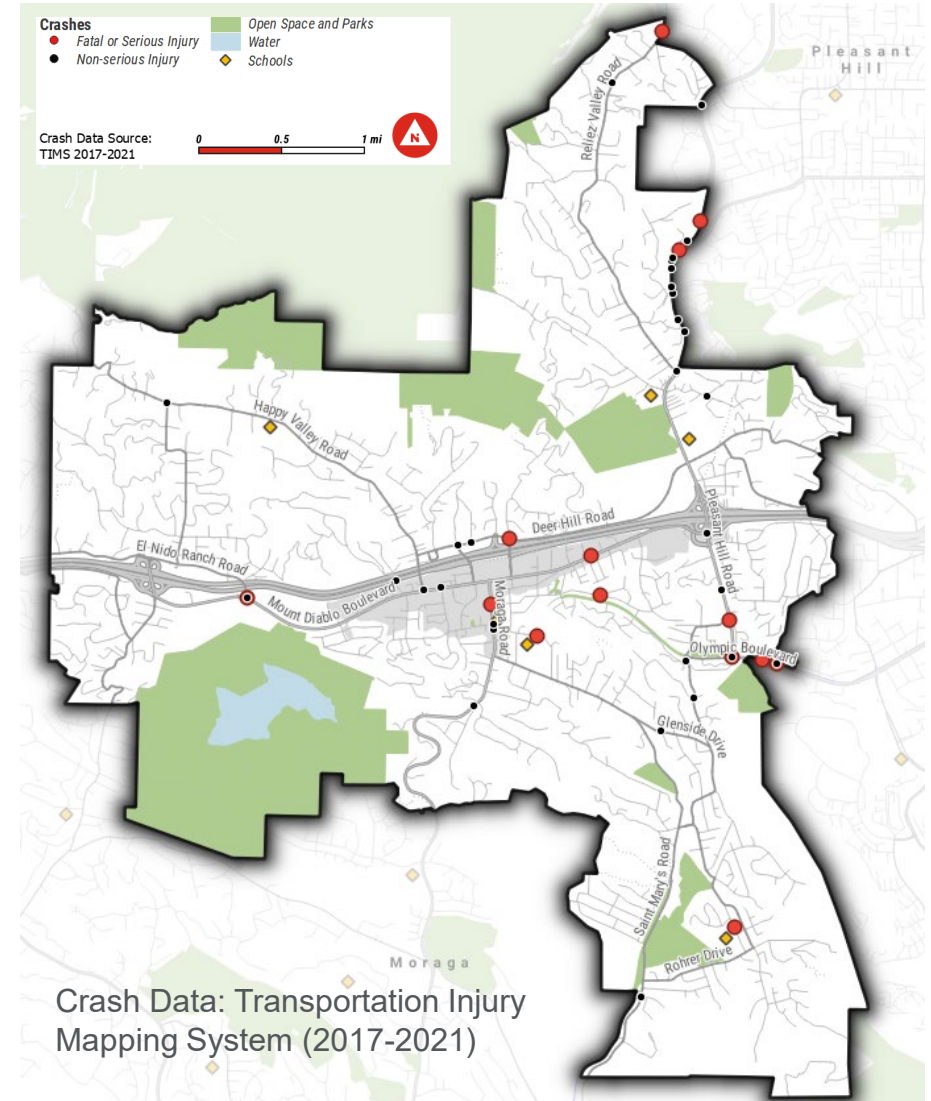 Crashes
Fatal or Serious Injury
Non-serious Injury
Open Space and Parks
Water
Schools
Crash Data Source:
TIMS 2017-2021
0
0.5
1 mi
N
Pleasant
Hill
Reliez Valley Road
Happy Valley Road
Deer Hill Road
Pleasant Hill Road
El Nido Ranch Road
Mount Diablo Boulevard
Moraga Road
Olympic Boulevard
Glenside Drive
Saint Mary's Road
Rohrer Drive
Moraga
Crash Data: Transportation Injury
Mapping System (2017-2021)